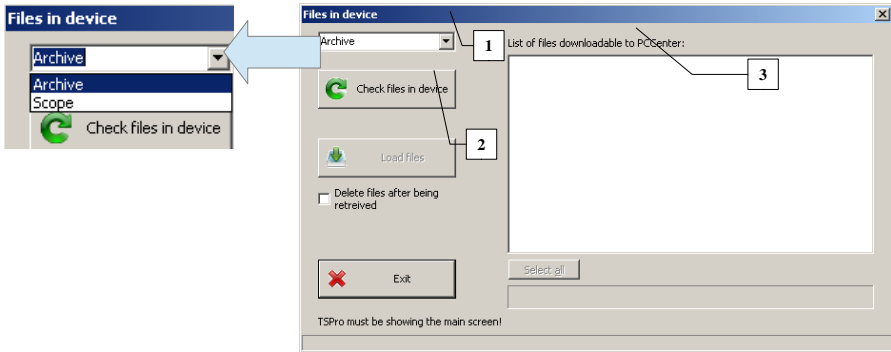 Files in device
Archive
Archive
Scope
Check files in device
Files in device
Archive
1
List of files downloadable to PCCenter:
3
Check files in device
2
Load files
Delete files after being
retreived
Select all
Exit
TSPro must be showing the main screen!